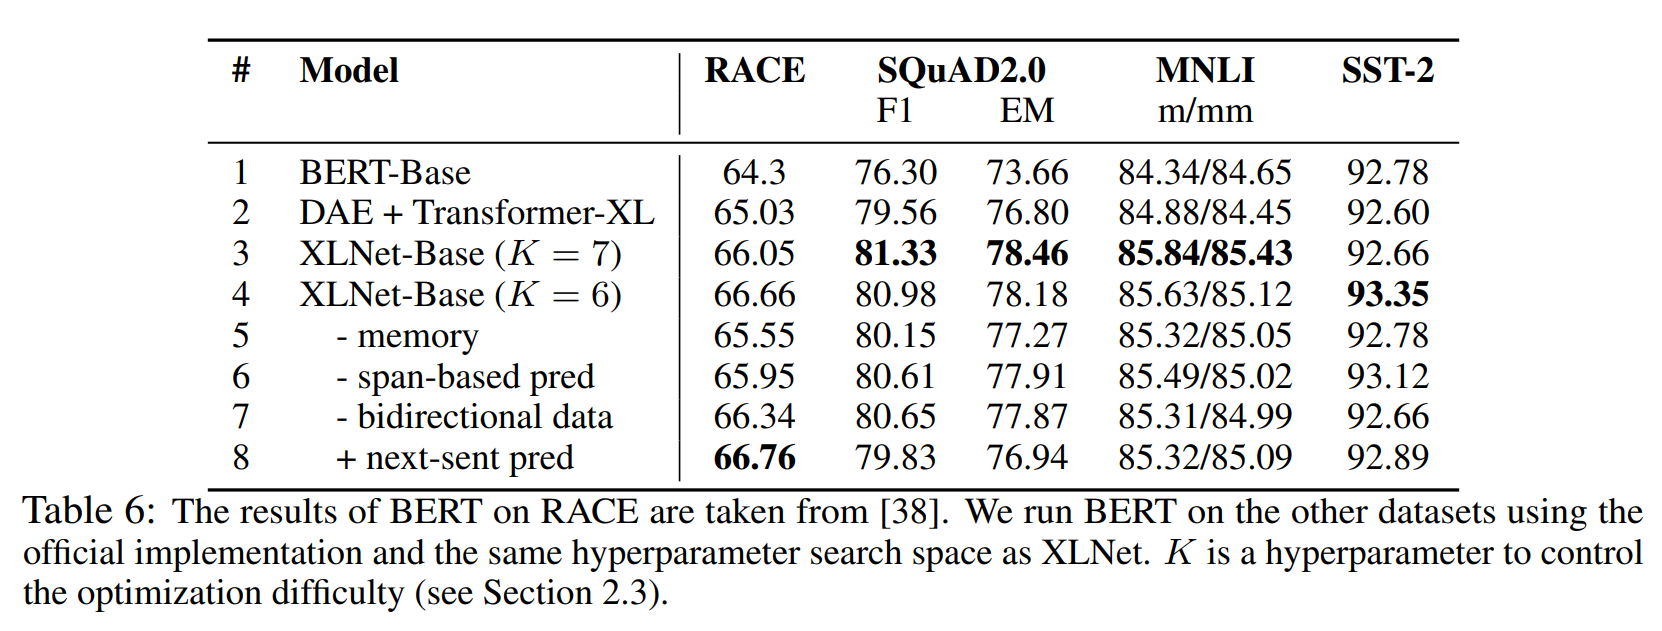 # Model RACE SQuAD2.0 MNLI SST-2
F1 EM m/mm
1 BERT-Base 64.3 76.30 73.66 84.34/84.65 92.78
2 DAE + Transformer-XL 65.03 79.56 76.80 84.88/84.45 92.60
3 XLNet-Base (K = 7) 66.05 81.33 78.46 85.84/85.43 92.66
4 XLNet-Base (K = 6) 66.66 80.98 78.18 85.63/85.12 93.35
5 - memory 65.55 80.15 77.27 85.32/85.05 92.78
6 - span-based pred 65.95 80.61 77.91 85.49/85.02 93.12
7 - bidirectional data 66.34 80.65 77.87 85.31/84.99 92.66
8 + next-sent pred 66.76 79.83 76.94 85.32/85.09 92.89
Table 6: The results of BERT on RACE are taken from [38]. We run BERT on the other datasets using the
official implementation and the same hyperparameter search space as XLNet. K is a hyperparameter to control
the optimization difficulty (see Section 2.3).